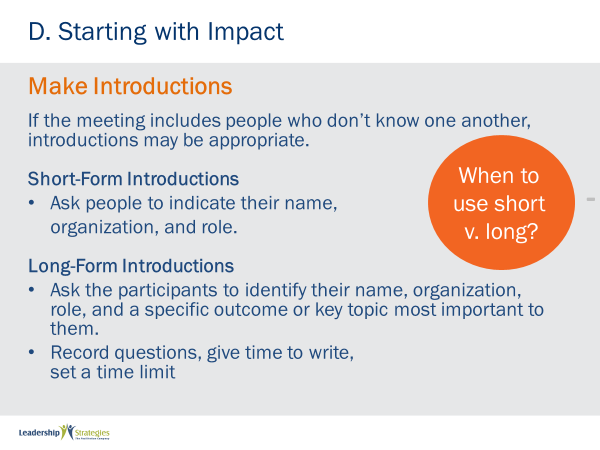 D. Starting with Impact
Make Introductions
If the meeting includes people who don't know one another,
introductions may be appropriate.
Short-Form Introductions
• Ask people to indicate their name,
organization, and role.
When to
use short
v. long?
Long-Form Introductions
• Ask the participants to identify their name, organization,
role, and a specific outcome or key topic most important to
them.
• Record questions, give time to write,
set a time limit
Leadership Strategies
The Facilitation Company